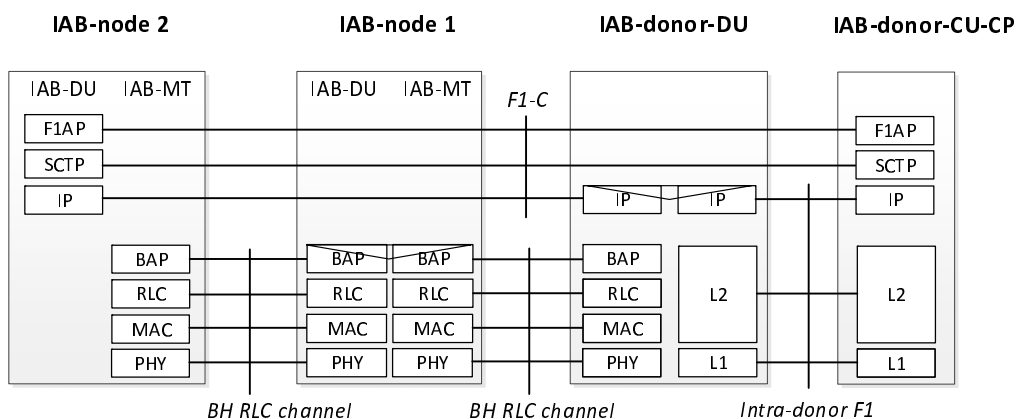 IAB-node 2 IAB-node 1 IAB-donor-DU IAB-donor-CU-CP
IAB-DU IAB-MT IAB-DU IAB-MT
F1-C
F1AP F1AP
SCTP SCTP
IP IP IP IP
BAP BAP BAP BAP
RLC RLC RLC RLC L2 L2
MAC MAC MAC MAC
PHY PHY PHY PHY L1 L1
BH RLC channel BH RLC channel Intra-donor F1